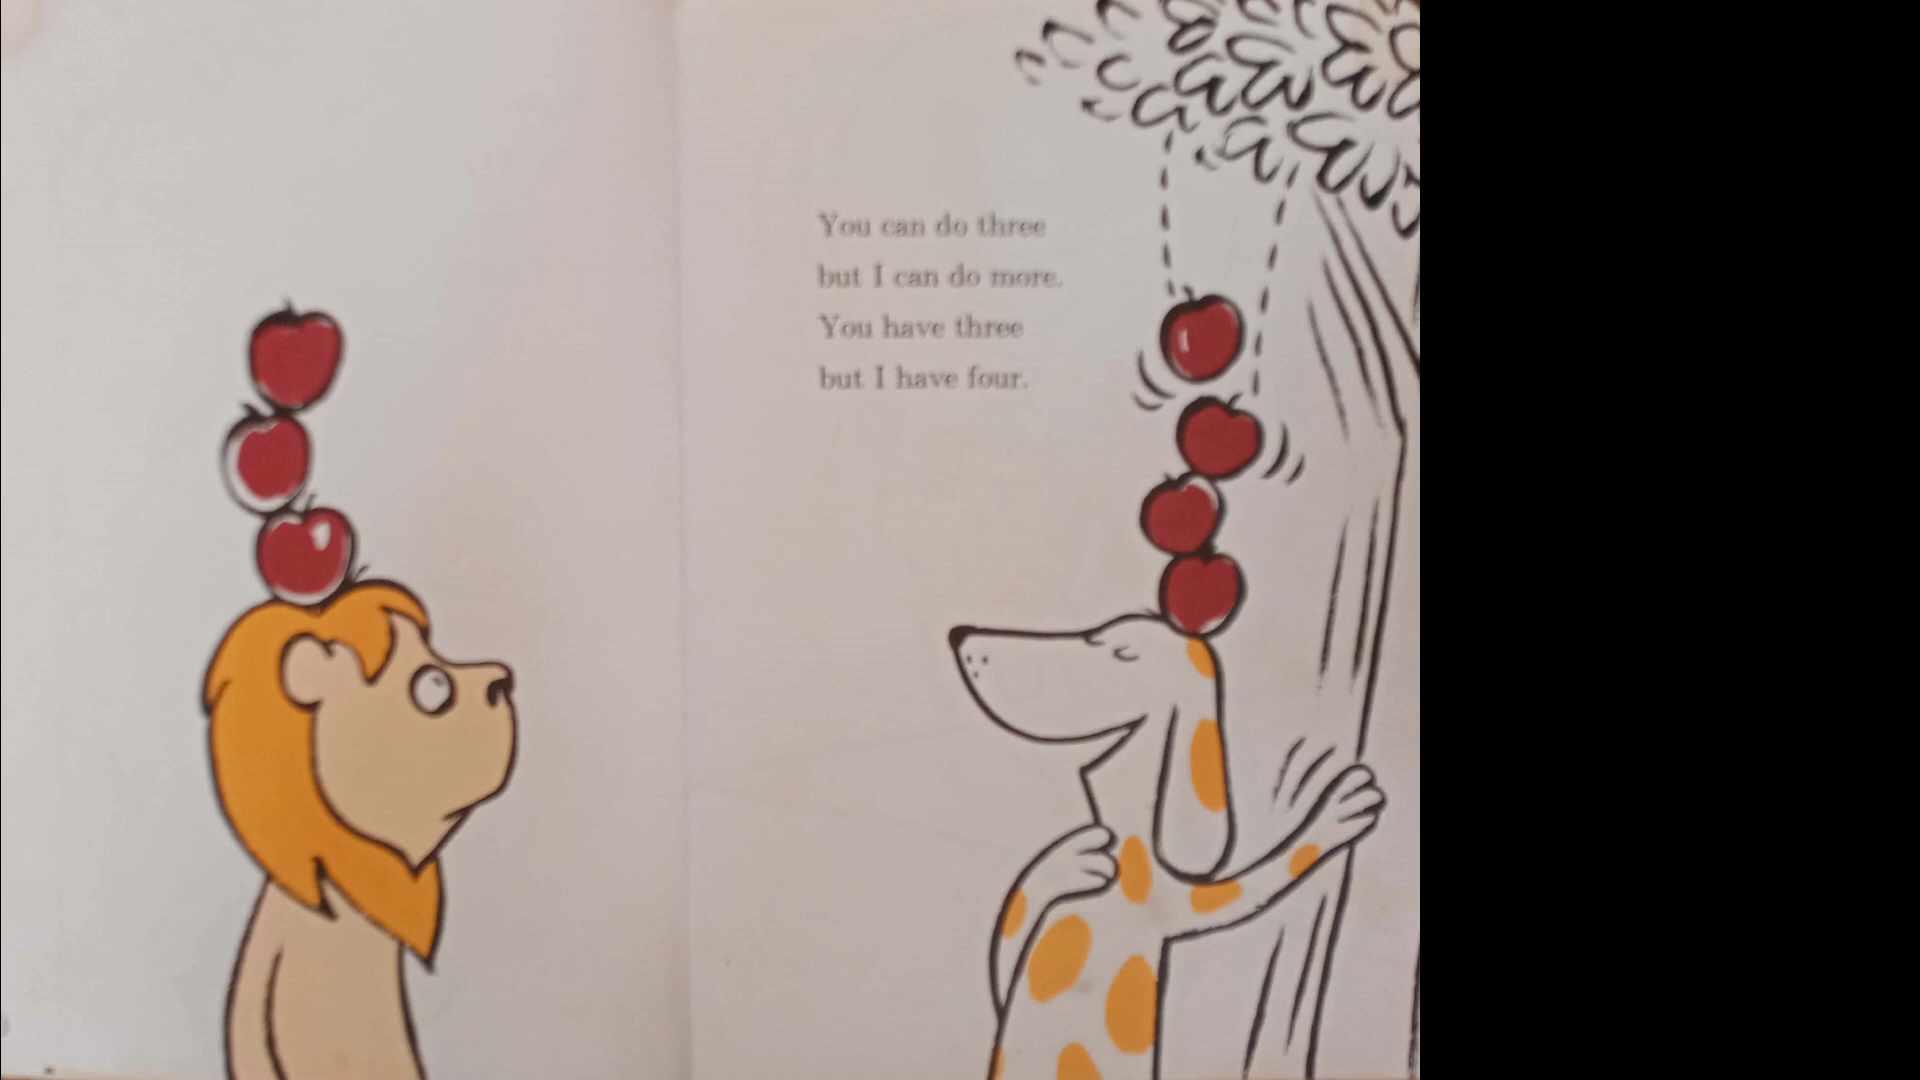 You can do three
but I can do more.
You have three
but I have four.